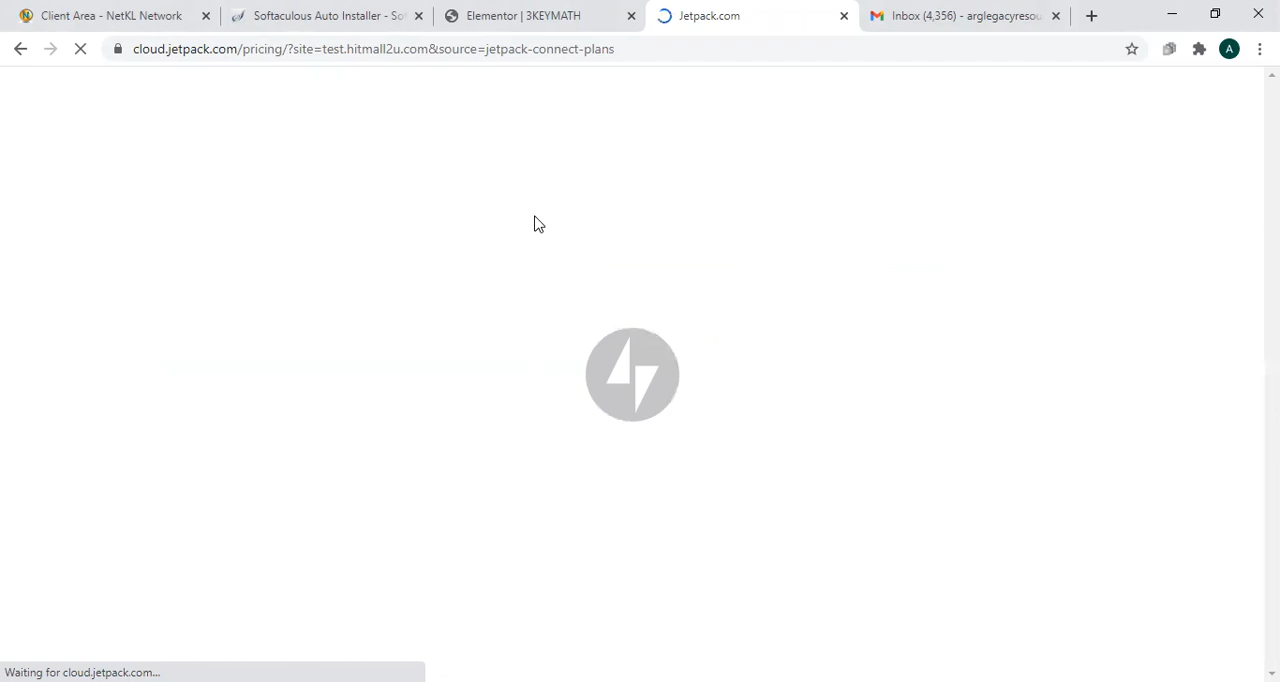 Client Area - NetKL Network
Softaculous Auto Installer - So
Elementor | 3KEYMATH
Jetpack.com
Inbox (4,356) - arglegacyresou
cloud.jetpack.com/pricing/?site=test.hitmall2u.com&source=jetpack-connect-plans
A
Waiting for cloud.jetpack.com...